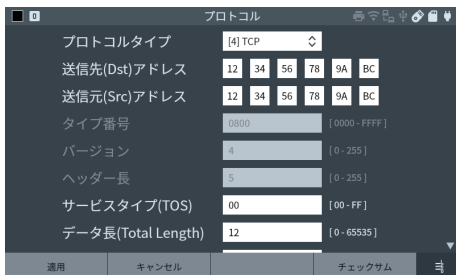 0 プロトコル
プロトコルタイプ [4] TCP
送信先(Dst)アドレス 12 34 56 78 9A BC
送信元(Src)アドレス 12 34 56 78 9A BC
タイプ番号 0800 [ 0000 - FFFF ]
バージョン 4 [ 0 - 255 ]
ヘッダー長 5 [ 0 - 255 ]
サービスタイプ(TOS) 00 [ 00 - FF ]
データ長(Total Length) 12 [ 0 - 65535 ]
適用 キャンセル チェックサム